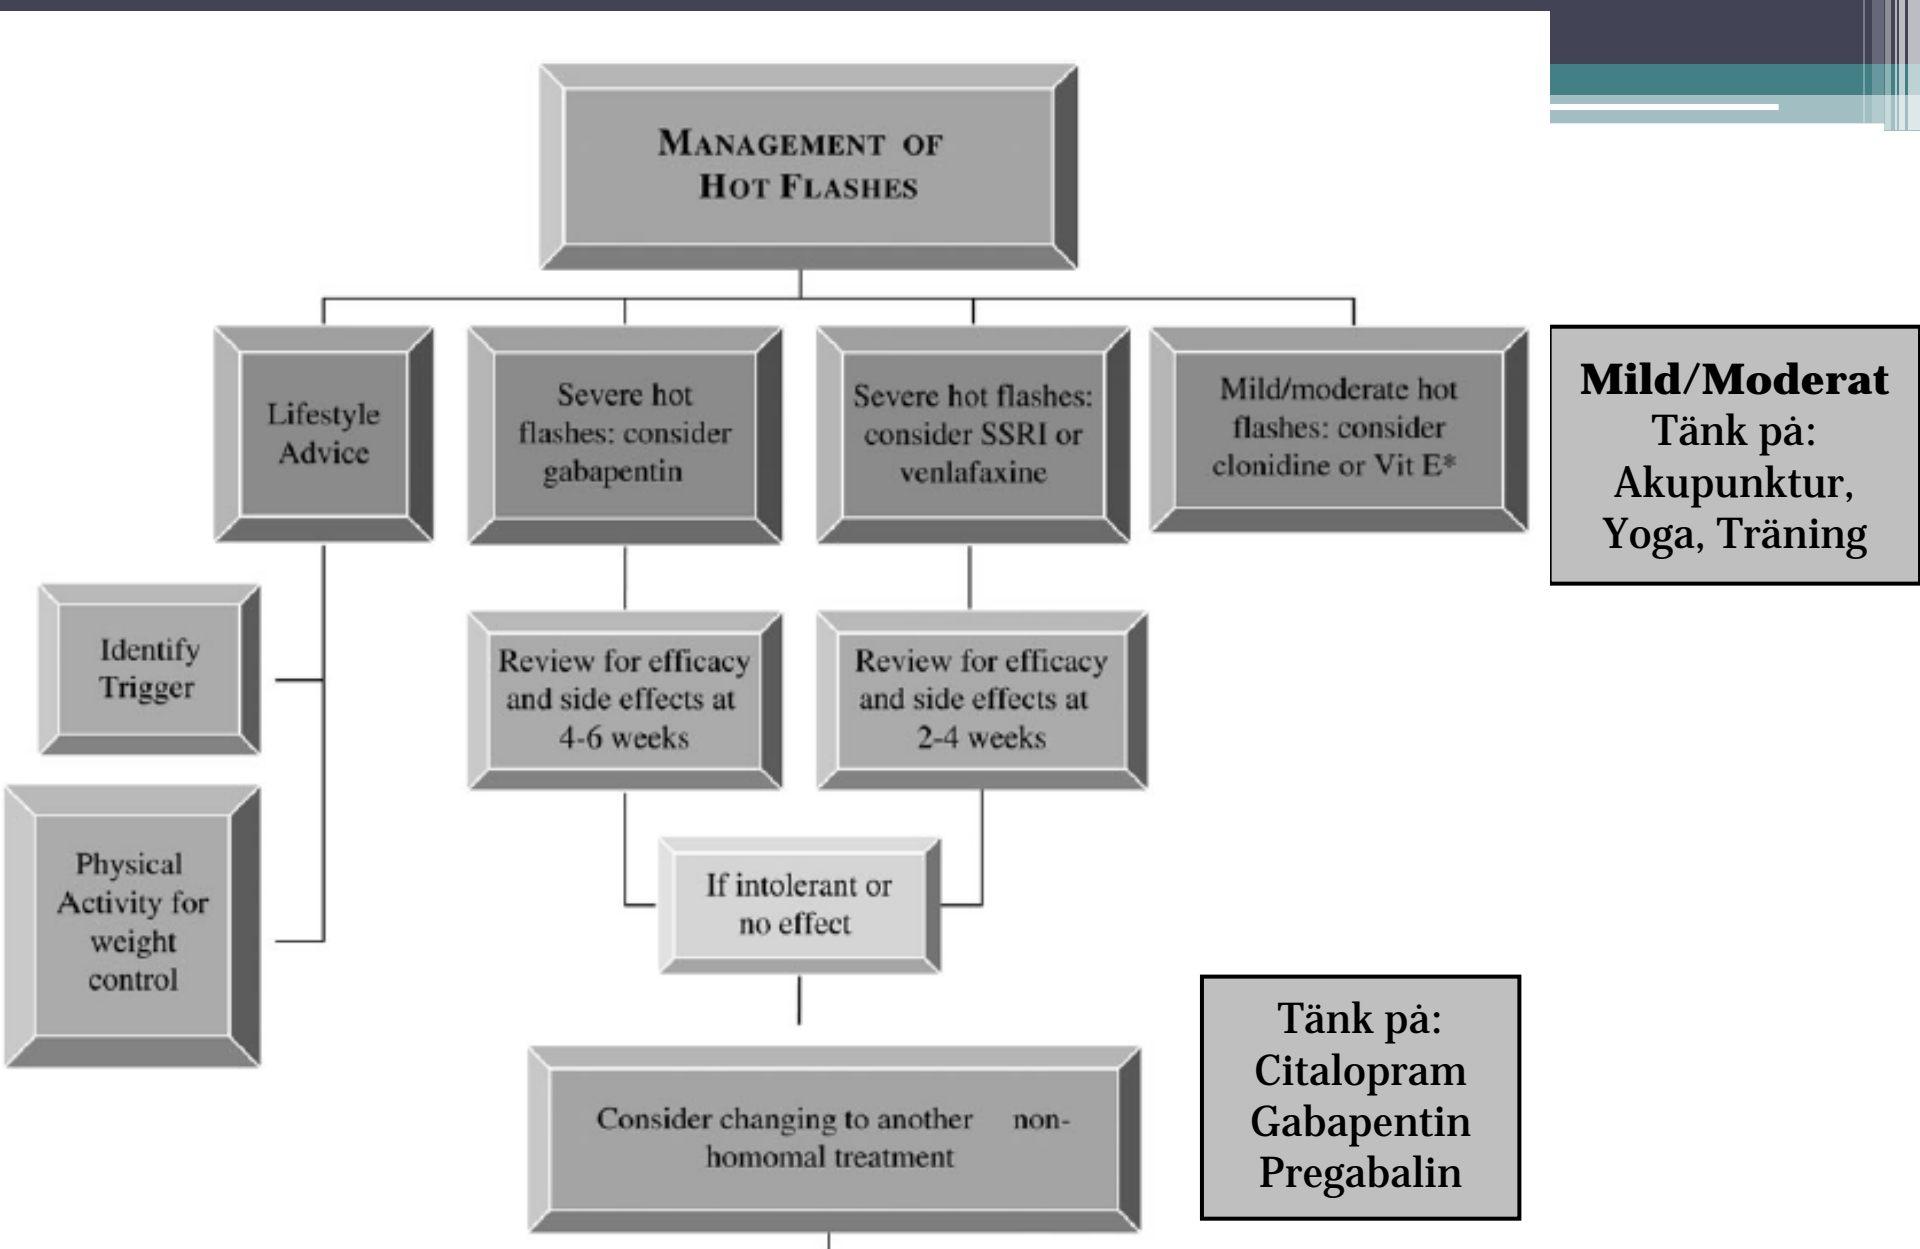 MANAGEMENT OF
HOT FLASHES
Lifestyle
Advice
Severe hot
flashes: consider
gabapentin
Severe hot flashes:
consider SSRI or
venlafaxine
Mild/moderate hot
flashes: consider
clonidine or Vit E*
Mild/Moderat
Tänk på:
Akupunktur,
Yoga, Träning
Identify
Trigger
Review for efficacy
and side effects at
4-6 weeks
Review for efficacy
and side effects at
2-4 weeks
Physical
Activity for
weight
control
If intolerant or
no effect
Consider changing to another non-
homomal treatment
Tänk på:
Citalopram
Gabapentin
Pregabalin